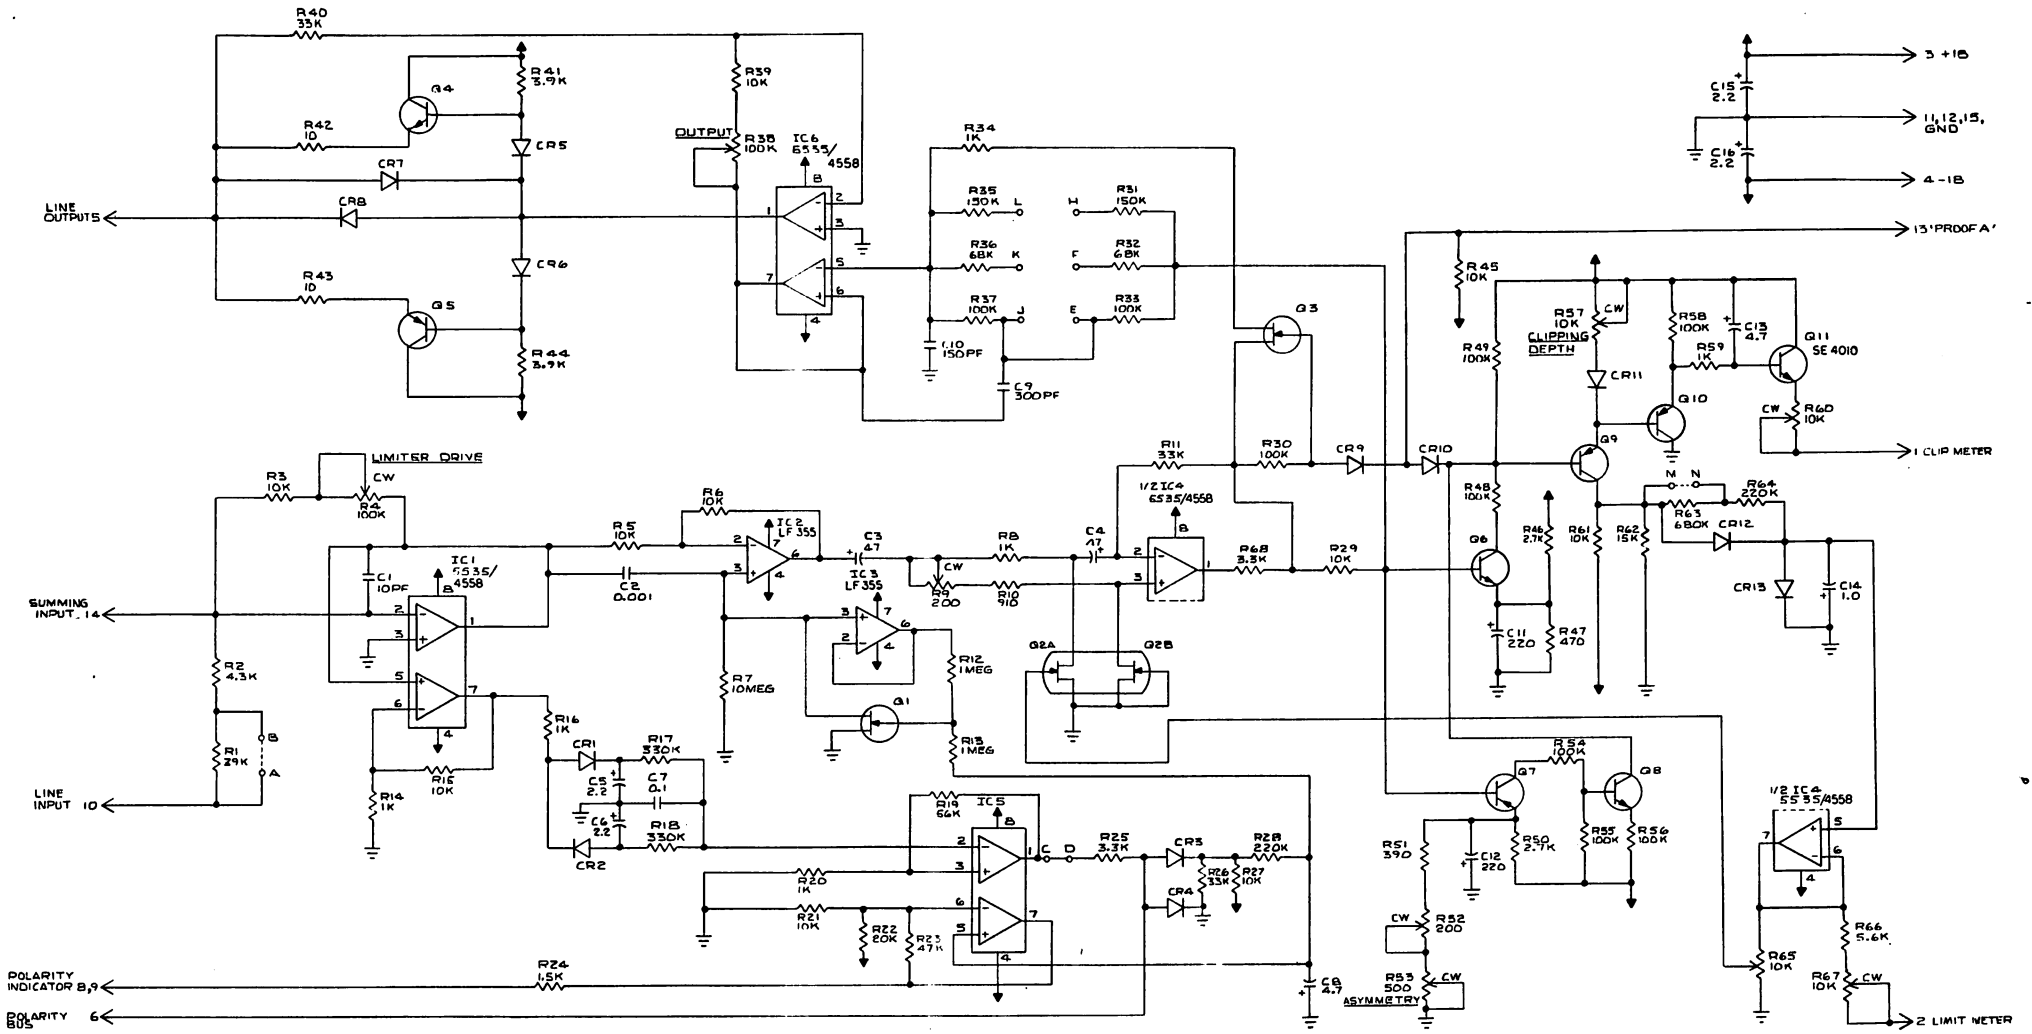 R40
33K
R41
3.9K
Q4
R42
10
CR5
CR7
CR8
LINE
OUTPUT 5
CR6
R43
10
Q5
R44
3.9K
R39
10K
OUTPUT
R38
100K
IC6
6535/
4558
8
1
2
3
7
5
6
4
R34
1K
R35
150K
L
H
R31
150K
R36
68K
K
F
R32
68K
R37
100K
J
E
R33
100K
C10
150PF
C9
300PF
Q3
C15
2.2
C16
2.2
3 +18
11,12,15,
GND
4-18
13 'PROOF A'
R45
10K
R57
10K
CW
CLIPPING
DEPTH
R58
100K
C13
4.7
R59
1K
Q11
SE 4010
R49
100K
CR11
Q10
CW
R60
10K
1 CLIP METER
Q9
R3
10K
LIMITER DRIVE
CW
R4
100K
R6
10K
R5
10K
IC2
LF 355
2
3
7
6
4
C3
47
IC3
LF355
3
2
7
6
4
CW
R9
200
R8
1K
R10
910
C4
47
R11
33K
R30
100K
CR9
CR10
1/2 IC4
6535/4558
8
2
3
1
R68
3.3K
R29
10K
R48
100K
Q6
R46
2.7K
R61
10K
R62
15K
M
N
R63
680K
R64
220K
CR12
CR13
C14
1.0
C11
220
R47
470
SUMMING
INPUT 14
C1
10PF
IC1
5535/
4558
8
2
3
1
5
6
7
4
C2
0.001
R2
4.3K
R1
39K
B
A
LINE
INPUT 10
R7
10MEG
R12
1MEG
Q1
R13
1MEG
Q2A
Q2B
R14
1K
R15
10K
R16
1K
CR1
R17
330K
C5
2.2
C7
0.1
C6
2.2
R18
330K
CR2
R19
56K
IC5
8
2
3
1
6
5
7
4
C
D
R25
3.3K
CR3
CR4
R26
33K
R27
10K
R28
220K
R20
1K
R21
10K
R22
20K
R23
47K
C8
4.7
R24
1.5K
POLARITY
INDICATOR 8,9
POLARITY
BUS 6
Q7
R54
100K
Q8
R51
390
C12
220
R50
2.7K
R55
100K
R56
100K
CW
R52
200
R53
500
CW
ASYMMETRY
1/2 IC4
5535/4558
7
5
6
4
R65
10K
R66
5.6K
R67
10K
CW
2 LIMIT METER